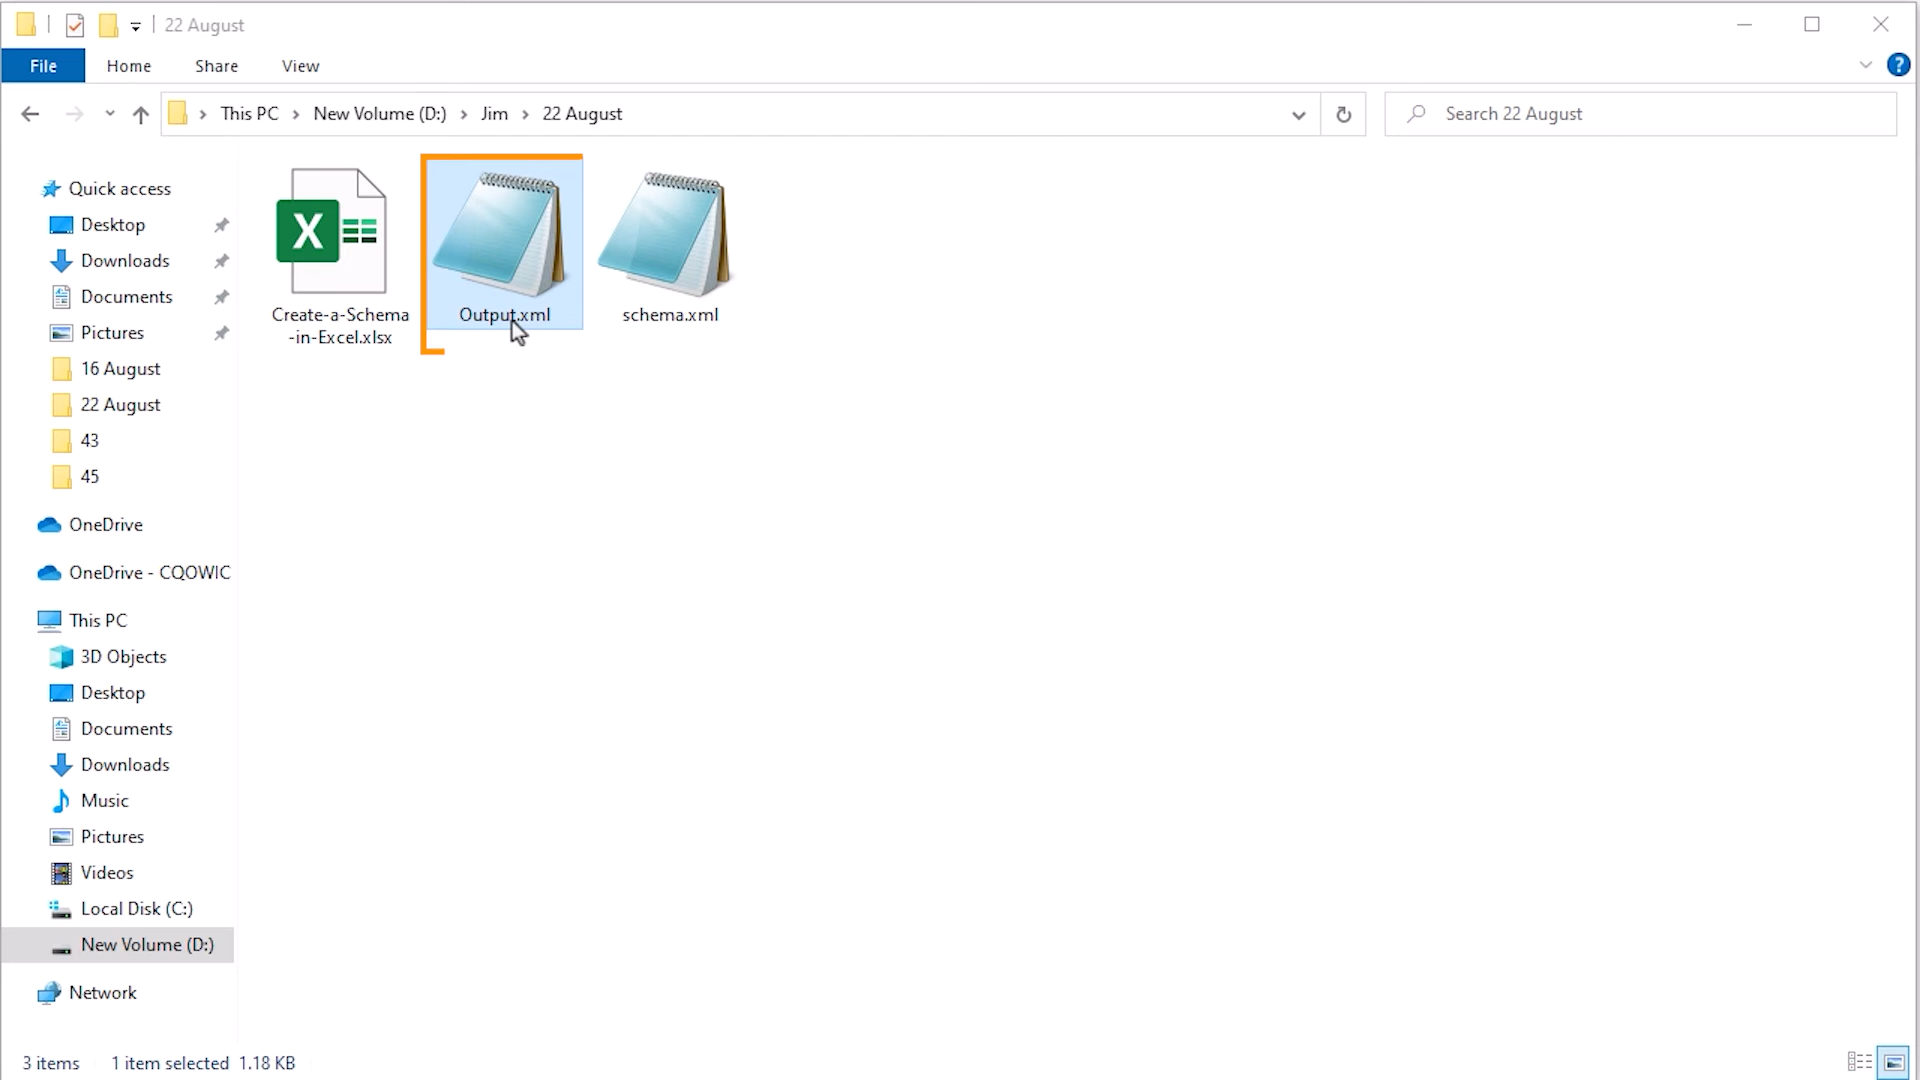 22 August
File Home Share View
?
This PC New Volume (D:) Jim 22 August
Search 22 August
Quick access
Desktop
Downloads
Documents
Pictures
16 August
22 August
43
45
OneDrive
OneDrive - CQOWIC
This PC
3D Objects
Desktop
Documents
Downloads
Music
Pictures
Videos
Local Disk (C:)
New Volume (D:)
Network
X
Create-a-Schema
-in-Excel.xlsx
Output.xml
schema.xml
3 items 1 item selected 1.18 KB